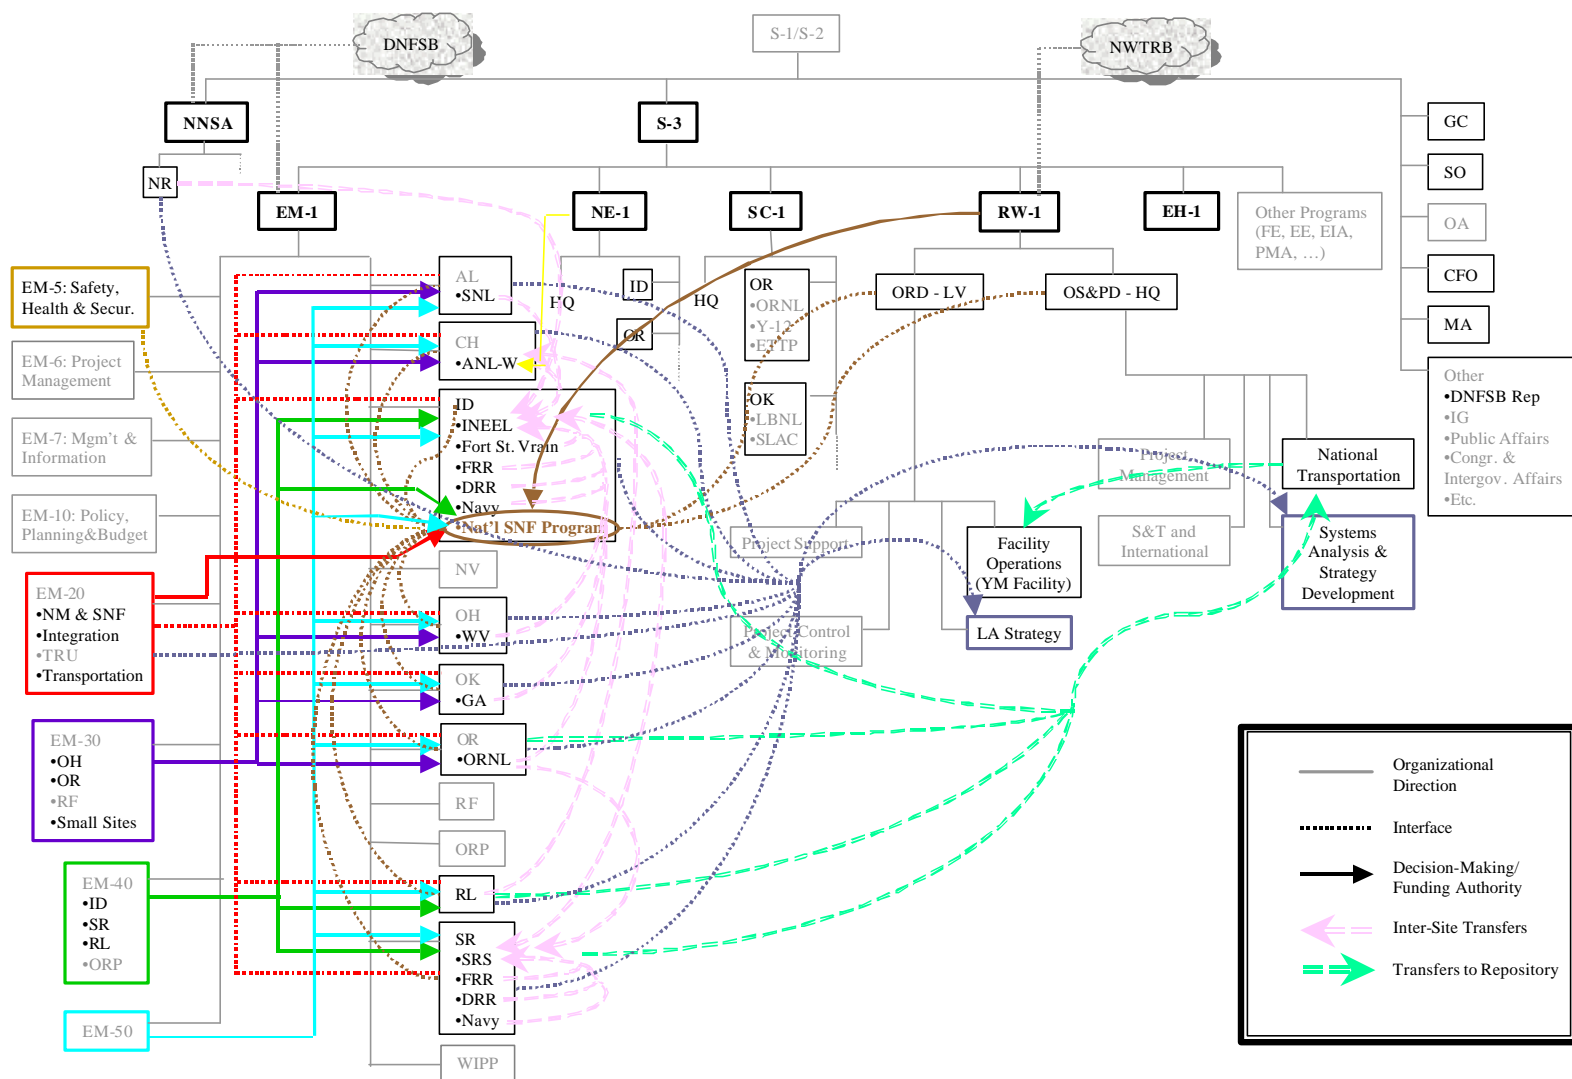 DNFSB
S-1/S-2
NWTRB
NNSA
S-3
GC
SO
OA
CFO
MA
Other
•DNFSB Rep
•IG
•Public Affairs
•Congr. &
Intergov. Affairs
•Etc.
NR
EM-1
NE-1
SC-1
RW-1
EH-1
Other Programs
(FE, EE, EIA,
PMA, …)
EM-5: Safety,
Health & Secur.
EM-6: Project
Management
EM-7: Mgm't &
Information
EM-10: Policy,
Planning&Budget
EM-20
•NM & SNF
•Integration
•TRU
•Transportation
EM-30
•OH
•OR
•RF
•Small Sites
EM-40
•ID
•SR
•RL
•ORP
EM-50
AL
•SNL
CH
•ANL-W
ID
•INEEL
•Fort St. Vrain
•FRR
•DRR
•Navy
•Nat'l SNF Program
NV
OH
•WV
OK
•GA
OR
•ORNL
RF
ORP
RL
SR
•SRS
•FRR
•DRR
•Navy
WIPP
HQ
ID
OR
HQ
OR
•ORNL
•Y-12
•ETTP
OK
•LBNL
•SLAC
ORD - LV
OS&PD - HQ
Project Support
Project Control
& Monitoring
Facility
Operations
(YM Facility)
LA Strategy
Project
Management
S&T and
International
National
Transportation
Systems
Analysis &
Strategy
Development
Organizational
Direction
Interface
Decision-Making/
Funding Authority
Inter-Site Transfers
Transfers to Repository